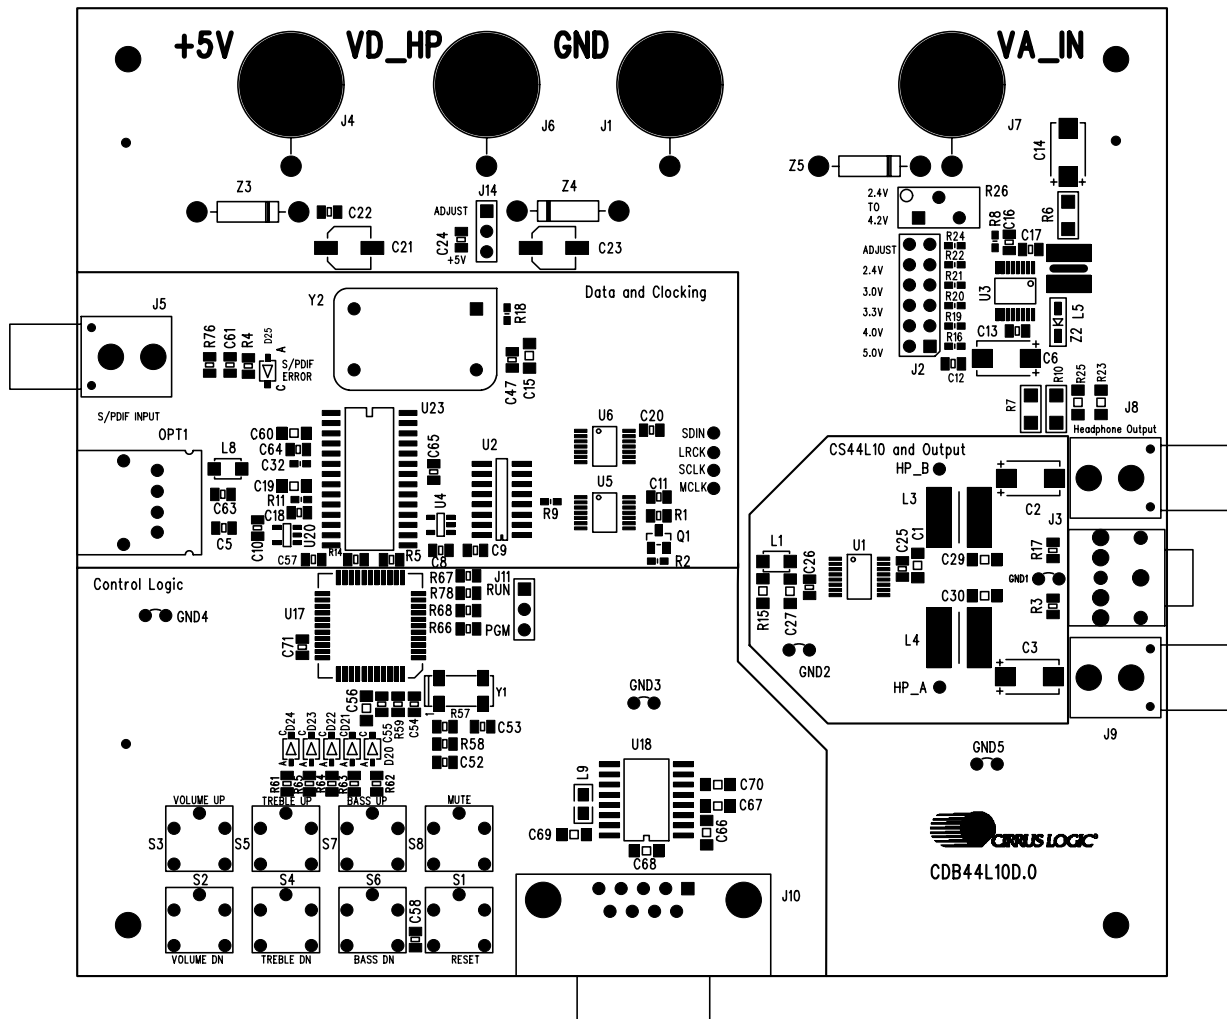 +5V
VD_HP
GND
VA_IN
J4
J6
J1
J7
C14
Z5
Z3
Z4
J14
2.4V
TO
4.2V
R26
C22
ADJUST
R6
C21
C24
+5V
C23
R8
C16
C17
ADJUST
2.4V
3.0V
3.3V
4.0V
5.0V
R24
R22
R21
R20
R19
R16
U3
L5
Z2
C13
C6
J2
C12
Data and Clocking
J5
Y2
R18
R76
C61
R4
D25
A
C
S/PDIF
ERROR
C47
C15
R7
R10
R25
R23
J8
Headphone Output
S/PDIF INPUT
OPT1
L8
C60
C64
C32
C19
R11
C18
U23
C65
U2
U6
C20
SDIN
LRCK
SCLK
MCLK
CS44L10 and Output
HP_B
C63
C5
C10
U20
U4
R9
U5
C11
R1
Q1
R2
L3
C2
J3
C57
R14
R5
C8
C9
L1
C26
U1
C25
C1
C29
R17
GND1
Control Logic
GND4
U17
R67
R78
R68
R66
J11
RUN
PGM
R15
C27
C30
R3
C71
GND2
L4
C3
C56
C55
R59
C54
Y1
1
R57
GND3
HP_A
D24
D23
D22
D21
D20
C
C
C
C
C
A
A
A
A
A
C53
R58
C52
J9
GND5
R61
R65
R64
R63
R62
U18
L9
C70
C67
C66
C69
C68
VOLUME UP
TREBLE UP
BASS UP
MUTE
S3
S5
S7
S8
CIRRUS LOGIC®
CDB44L10D.0
S2
S4
S6
S1
C58
J10
VOLUME DN
TREBLE DN
BASS DN
RESET